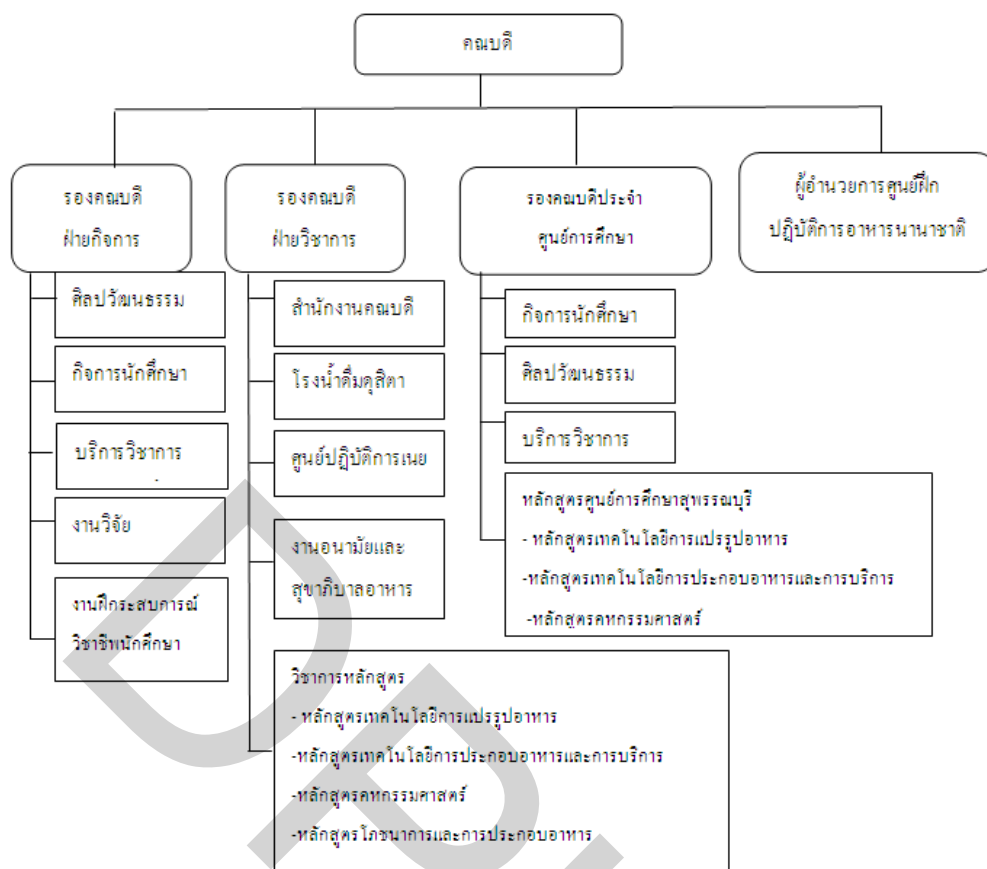 คณบดี
รองคณบดี
ฝ่ายกิจการ
รองคณบดี
ฝ่ายวิชาการ
รองคณบดีประจำ
ศูนย์การศึกษา
ผู้อำนวยการศูนย์ฝึก
ปฏิบัติการอาหารนานาชาติ
ศิลปวัฒนธรรม
กิจการนักศึกษา
บริการวิชาการ
งานวิจัย
งานฝึกระสบการณ์
วิชาชีพนักศึกษา
สำนักงานคณบดี
โรงน้ำดื่มดุสิตา
ศูนย์ปฏิบัติการเนย
งานอนามัยและ
สุขาภิบาลอาหาร
วิชาการหลักสูตร
- หลักสูตรเทคโนโลยีการแปรรูปอาหาร
-หลักสูตรเทคโนโลยีการประกอบอาหารและการบริการ
-หลักสูตรคหกรรมศาสตร์
-หลักสูตรโภชนาการและการประกอบอาหาร
กิจการนักศึกษา
ศิลปวัฒนธรรม
บริการวิชาการ
หลักสูตรศูนย์การศึกษาสุพรรณบุรี
- หลักสูตรเทคโนโลยีการแปรรูปอาหาร
-หลักสูตรเทคโนโลยีการประกอบอาหารและการบริการ
-หลักสูตรคหกรรมศาสตร์